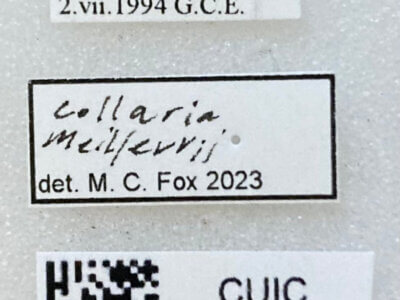 2.vii.1994 G.C.E.
Collaria
meilleurii
det. M. C. Fox 2023
CUIC